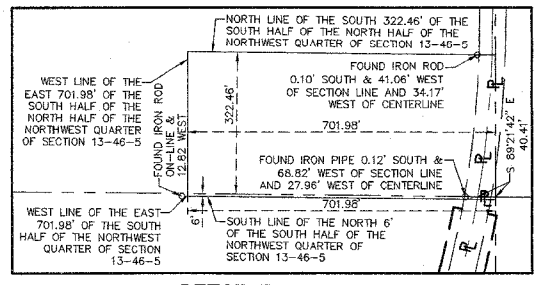 NORTH LINE OF THE SOUTH 322.46' OF THE
SOUTH HALF OF THE NORTH HALF OF THE
NORTHWEST QUARTER OF SECTION 13-46-5
WEST LINE OF THE
EAST 701.98' OF THE
SOUTH HALF OF THE
NORTH HALF OF THE
NORTHWEST QUARTER
OF SECTION 13-46-5
FOUND IRON ROD
ON-LINE &
12.82 WEST
322.46'
FOUND IRON ROD
0.10' SOUTH & 41.06' WEST
OF SECTION LINE AND 34.17'
WEST OF CENTERLINE
701.98'
FOUND IRON PIPE 0.12' SOUTH &
68.82' WEST OF SECTION LINE
AND 27.96' WEST OF CENTERLINE
PL
PL
PL
PL
S 89°21'42" E
40.41'
701.98'
6'
WEST LINE OF THE EAST
701.98' OF THE SOUTH
HALF OF THE NORTHWEST
QUARTER OF SECTION
13-46-5
SOUTH LINE OF THE NORTH 6'
OF THE SOUTH HALF OF THE
NORTHWEST QUARTER OF
SECTION 13-46-5